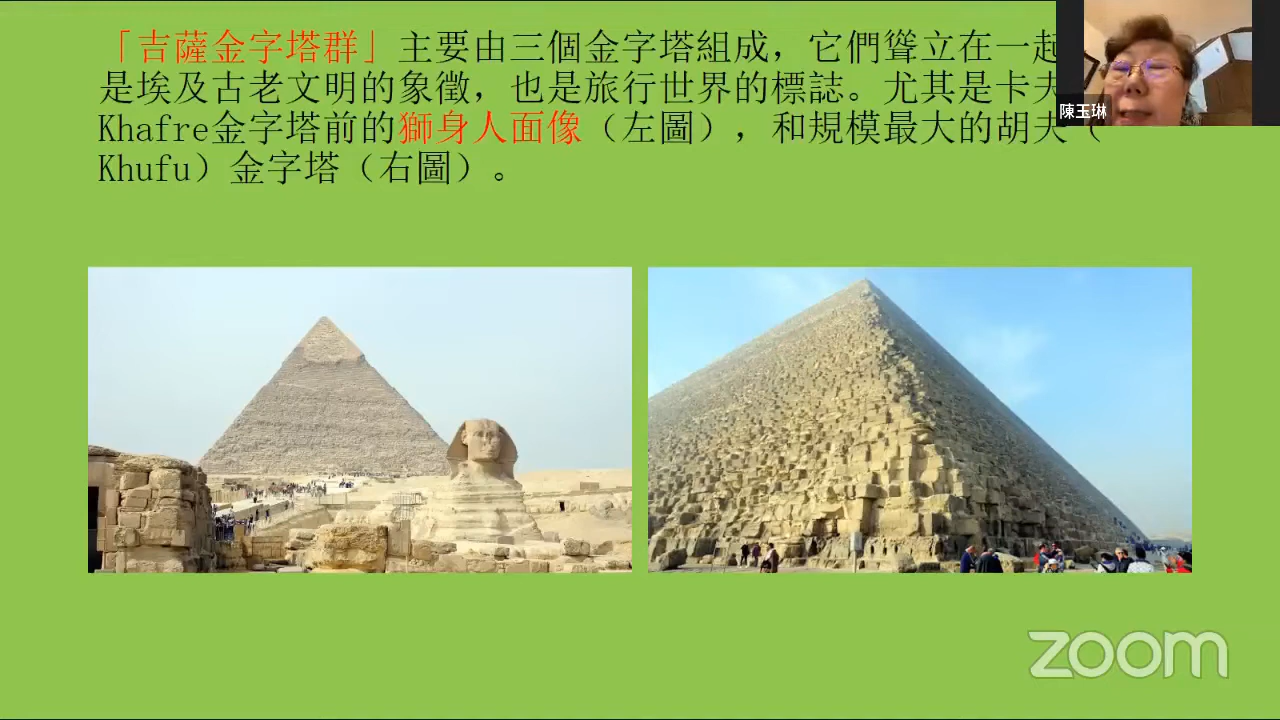 「吉薩金字塔群」主要由三個金字塔組成，它們聳立在一起
是埃及古老文明的象徵，也是旅行世界的標誌。尤其是卡夫
Khafre金字塔前的獅身人面像（左圖），和規模最大的胡夫（
Khufu）金字塔（右圖）。
陳玉琳
zoom